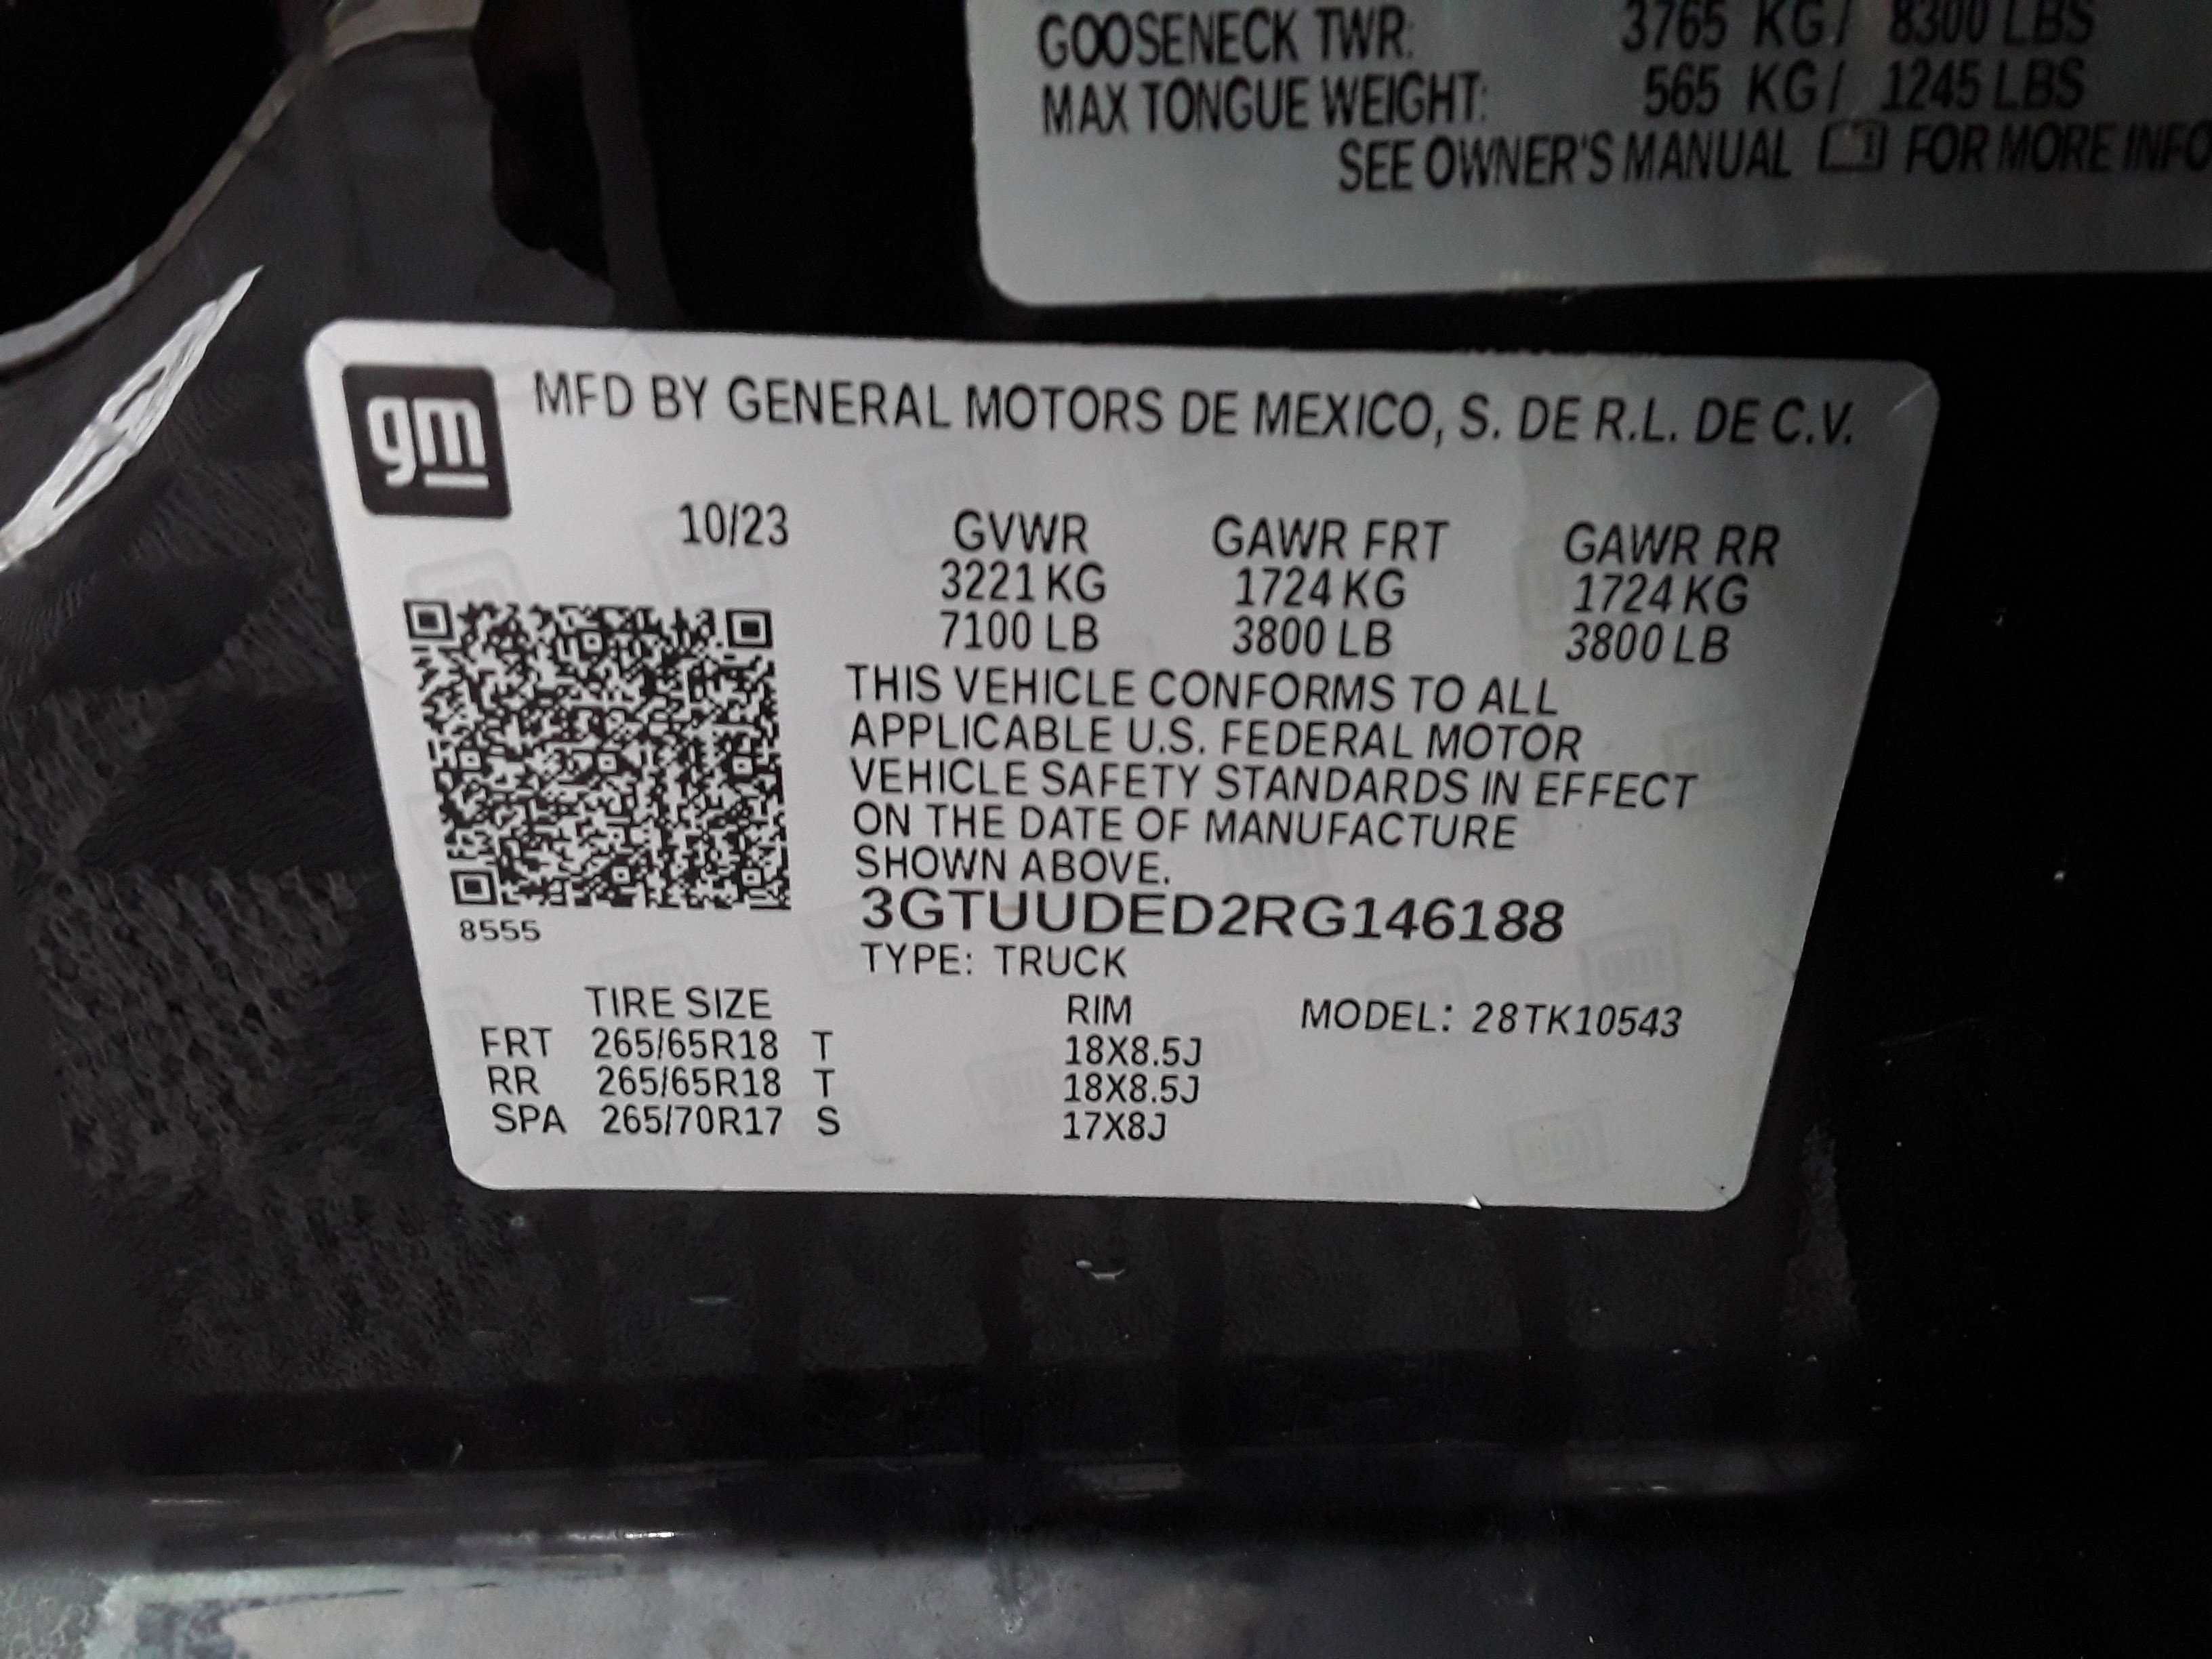 GOOSENECK TWR: 3765 KG / 8300 LBS
MAX TONGUE WEIGHT: 565 KG / 1245 LBS
SEE OWNER'S MANUAL FOR MORE INFO
gm
MFD BY GENERAL MOTORS DE MEXICO, S. DE R.L. DE C.V.
10/23 GVWR GAWR FRT GAWR RR
3221 KG 1724 KG 1724 KG
7100 LB 3800 LB 3800 LB
THIS VEHICLE CONFORMS TO ALL
APPLICABLE U.S. FEDERAL MOTOR
VEHICLE SAFETY STANDARDS IN EFFECT
ON THE DATE OF MANUFACTURE
SHOWN ABOVE.
3GTUUDED2RG146188
8555
TYPE: TRUCK
TIRE SIZE RIM MODEL: 28TK10543
FRT 265/65R18 T 18X8.5J
RR 265/65R18 T 18X8.5J
SPA 265/70R17 S 17X8J